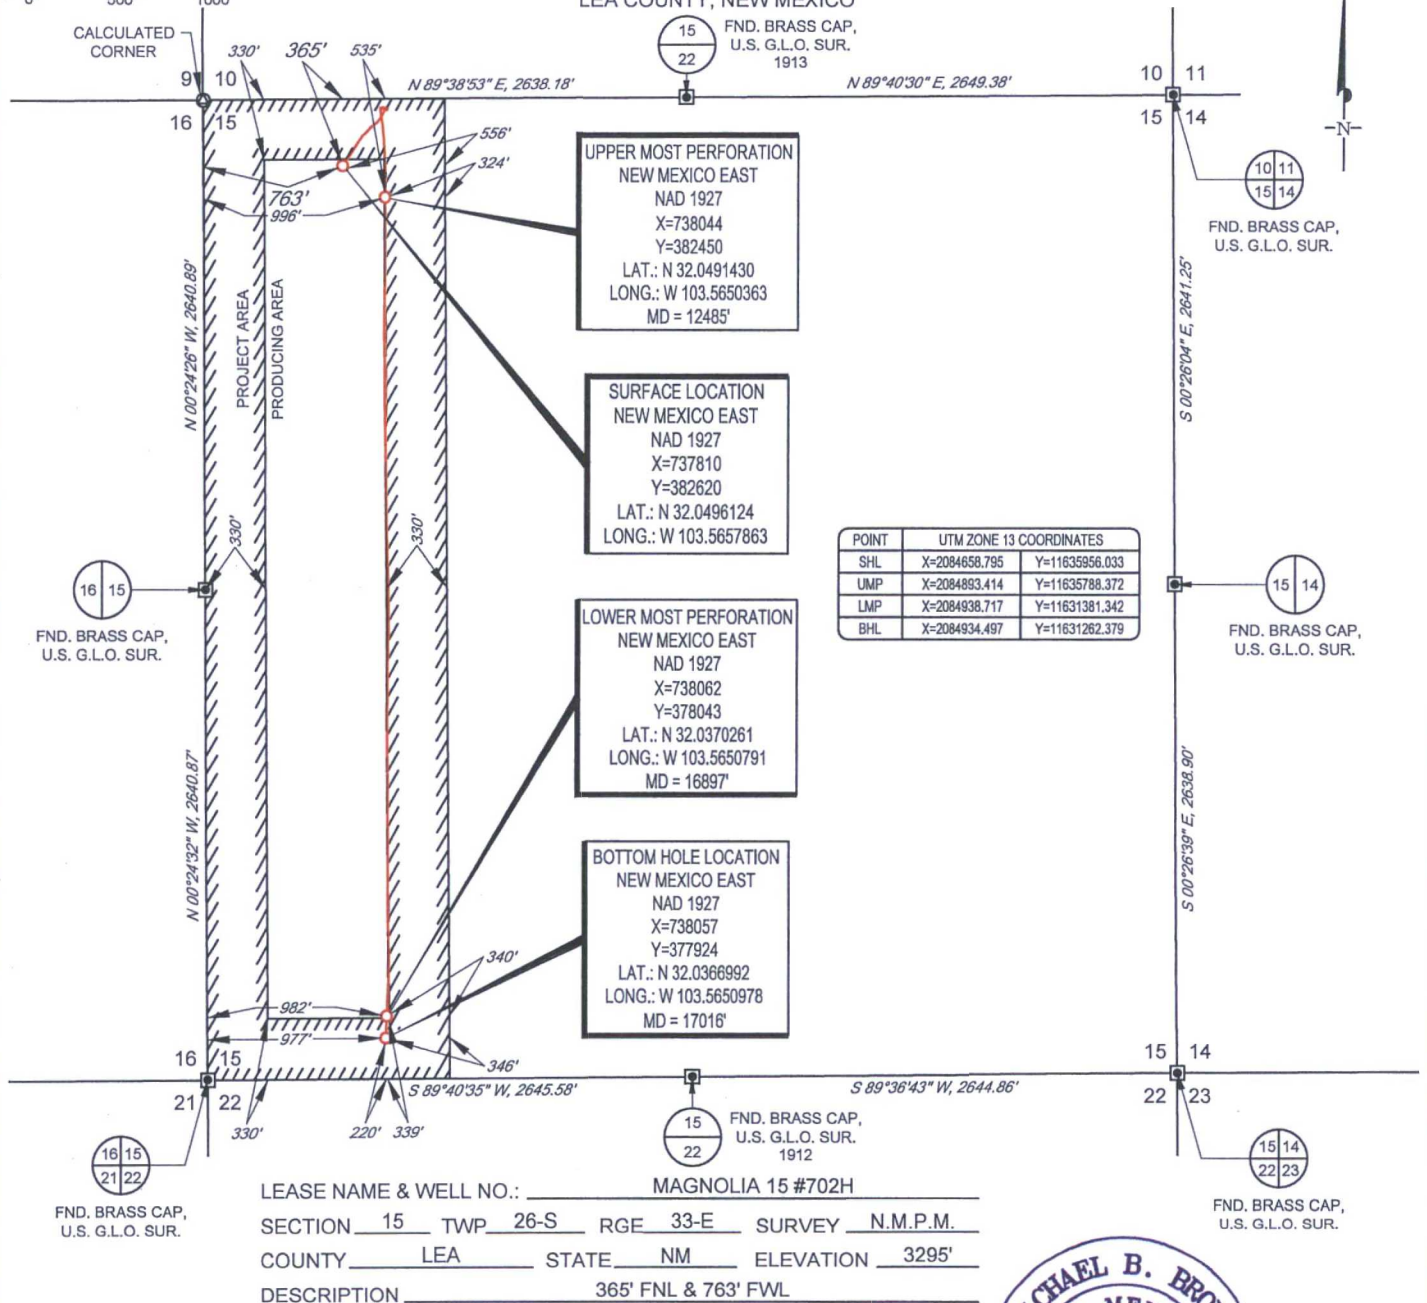 0 500 1000
LEA COUNTY, NEW MEXICO
CALCULATED
CORNER
330'
365'
535'
15
22
FND. BRASS CAP,
U.S. G.L.O. SUR.
1913
9 10
16 15
N 89°38'53" E, 2638.18'
N 89°40'30" E, 2649.38'
10 11
15 14
-N-
10 11
15 14
FND. BRASS CAP,
U.S. G.L.O. SUR.
556'
324'
763'
996'
UPPER MOST PERFORATION
NEW MEXICO EAST
NAD 1927
X=738044
Y=382450
LAT.: N 32.0491430
LONG.: W 103.5650363
MD = 12485'
N 00°24'26" W, 2640.89'
PROJECT AREA
PRODUCING AREA
S 00°26'04" E, 2641.25'
SURFACE LOCATION
NEW MEXICO EAST
NAD 1927
X=737810
Y=382620
LAT.: N 32.0496124
LONG.: W 103.5657863
330'
330'
POINT UTM ZONE 13 COORDINATES
SHL X=2084658.795 Y=11635956.033
UMP X=2084893.414 Y=11635788.372
LMP X=2084938.717 Y=11631381.342
BHL X=2084934.497 Y=11631262.379
16 15
FND. BRASS CAP,
U.S. G.L.O. SUR.
15 14
FND. BRASS CAP,
U.S. G.L.O. SUR.
LOWER MOST PERFORATION
NEW MEXICO EAST
NAD 1927
X=738062
Y=378043
LAT.: N 32.0370261
LONG.: W 103.5650791
MD = 16897'
N 00°24'32" W, 2640.87'
S 00°26'39" E, 2638.90'
BOTTOM HOLE LOCATION
NEW MEXICO EAST
NAD 1927
X=738057
Y=377924
LAT.: N 32.0366992
LONG.: W 103.5650978
MD = 17016'
340'
982'
977'
346'
16 15
21 22
S 89°40'35" W, 2645.58'
S 89°36'43" W, 2644.86'
15 14
22 23
330'
220'
339'
15
22
FND. BRASS CAP,
U.S. G.L.O. SUR.
1912
16 15
21 22
FND. BRASS CAP,
U.S. G.L.O. SUR.
15 14
22 23
FND. BRASS CAP,
U.S. G.L.O. SUR.
LEASE NAME & WELL NO.: MAGNOLIA 15 #702H
SECTION 15 TWP 26-S RGE 33-E SURVEY N.M.P.M.
COUNTY LEA STATE NM ELEVATION 3295'
DESCRIPTION 365' FNL & 763' FWL